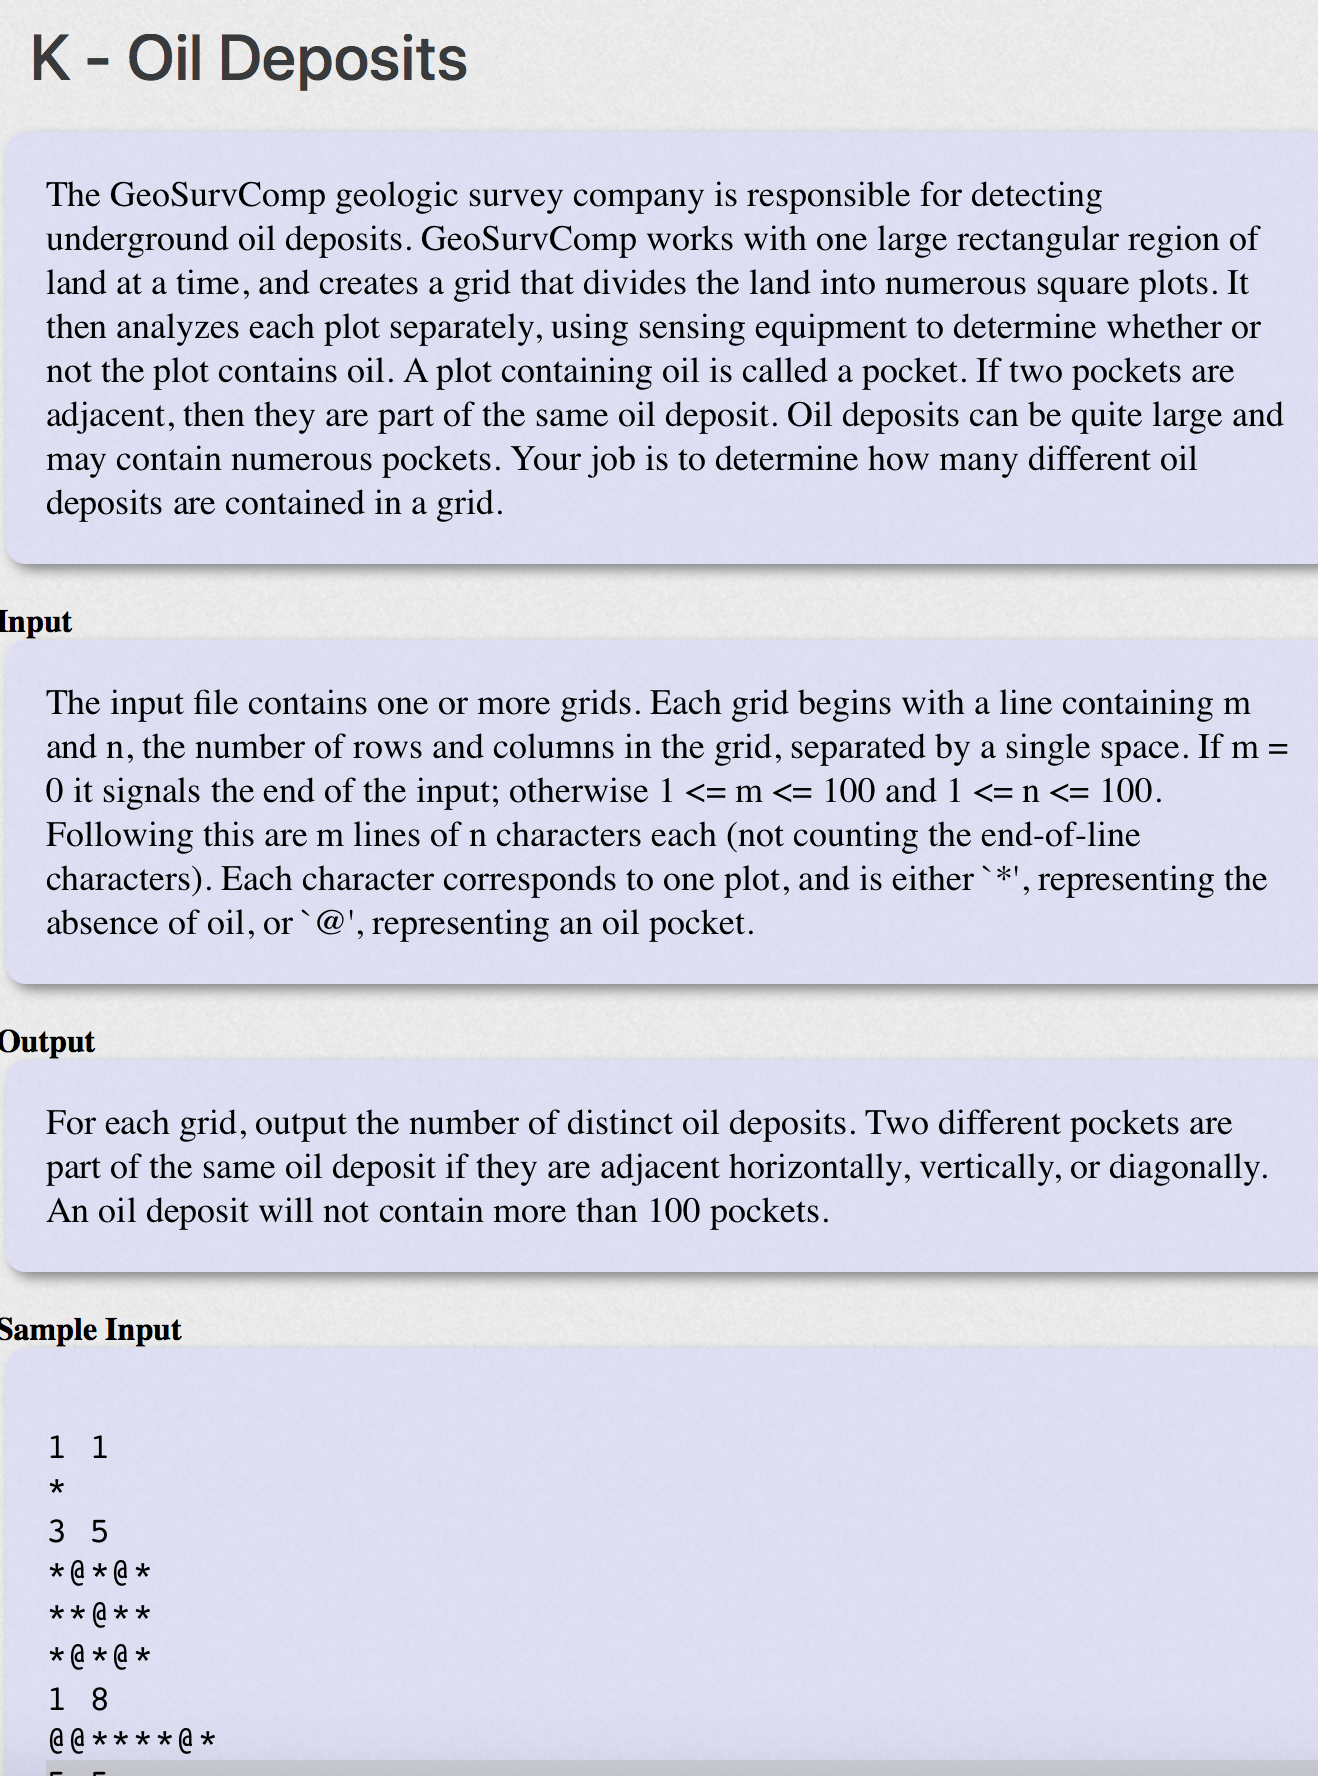 K - Oil Deposits
The GeoSurvComp geologic survey company is responsible for detecting
underground oil deposits. GeoSurvComp works with one large rectangular region of
land at a time, and creates a grid that divides the land into numerous square plots. It
then analyzes each plot separately, using sensing equipment to determine whether or
not the plot contains oil. A plot containing oil is called a pocket. If two pockets are
adjacent, then they are part of the same oil deposit. Oil deposits can be quite large and
may contain numerous pockets. Your job is to determine how many different oil
deposits are contained in a grid.
Input
The input file contains one or more grids. Each grid begins with a line containing m
and n, the number of rows and columns in the grid, separated by a single space. If m =
0 it signals the end of the input; otherwise 1 <= m <= 100 and 1 <= n <= 100.
Following this are m lines of n characters each (not counting the end-of-line
characters). Each character corresponds to one plot, and is either `*', representing the
absence of oil, or `@', representing an oil pocket.
Output
For each grid, output the number of distinct oil deposits. Two different pockets are
part of the same oil deposit if they are adjacent horizontally, vertically, or diagonally.
An oil deposit will not contain more than 100 pockets.
Sample Input
1 1
*
3 5
*@*@*
**@**
*@*@*
1 8
@@****@*